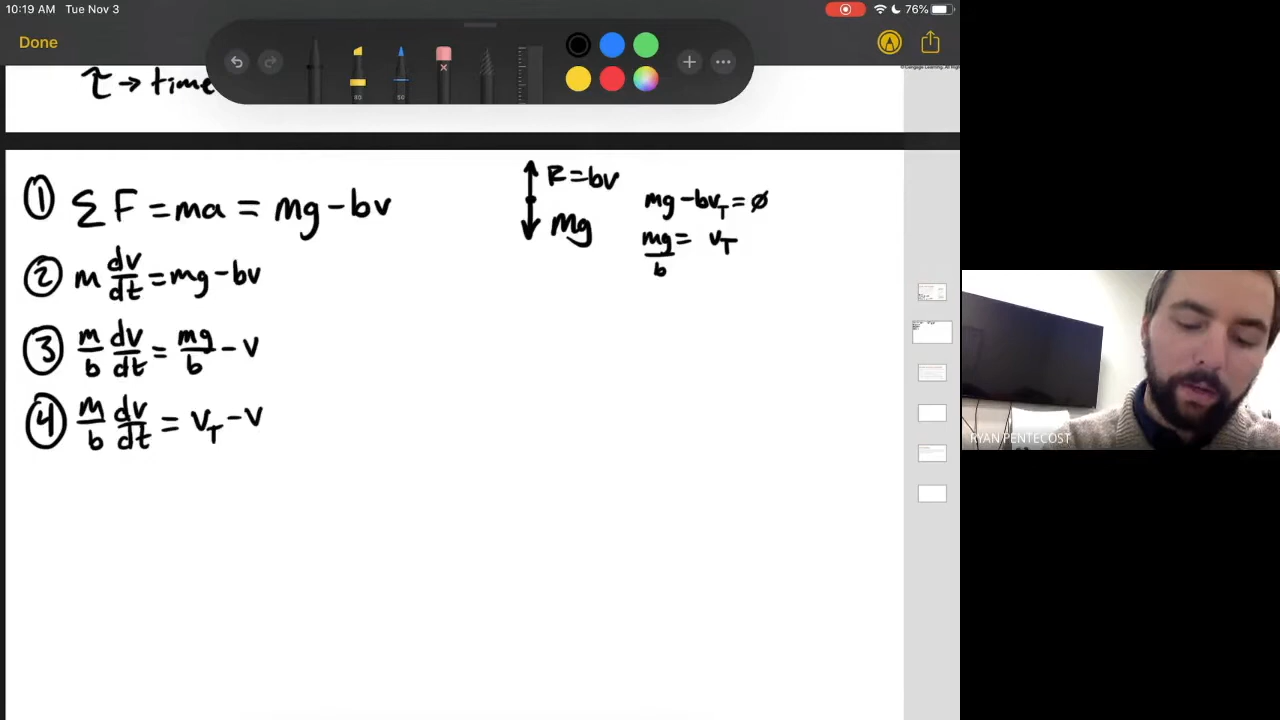 10:19 AM Tue Nov 3
76%
Done
τ → time
① ΣF = ma = mg - bv
R = bv
mg
mg - bv_T = ∅
mg/b = v_T
② m dv/dt = mg - bv
③ m/b dv/dt = mg/b - v
④ m/b dv/dt = v_T - v
RYAN PENTECOST